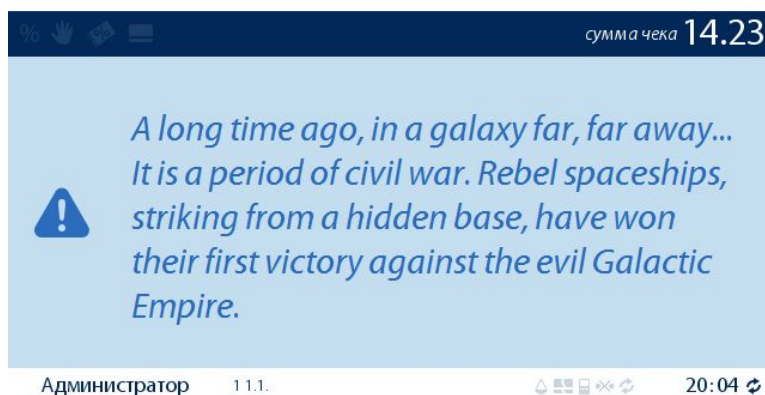 % %
сумма чека 14.23
A long time ago, in a galaxy far, far away...
It is a period of civil war. Rebel spaceships,
striking from a hidden base, have won
their first victory against the evil Galactic
Empire.
Администратор 1 1.1. 20:04